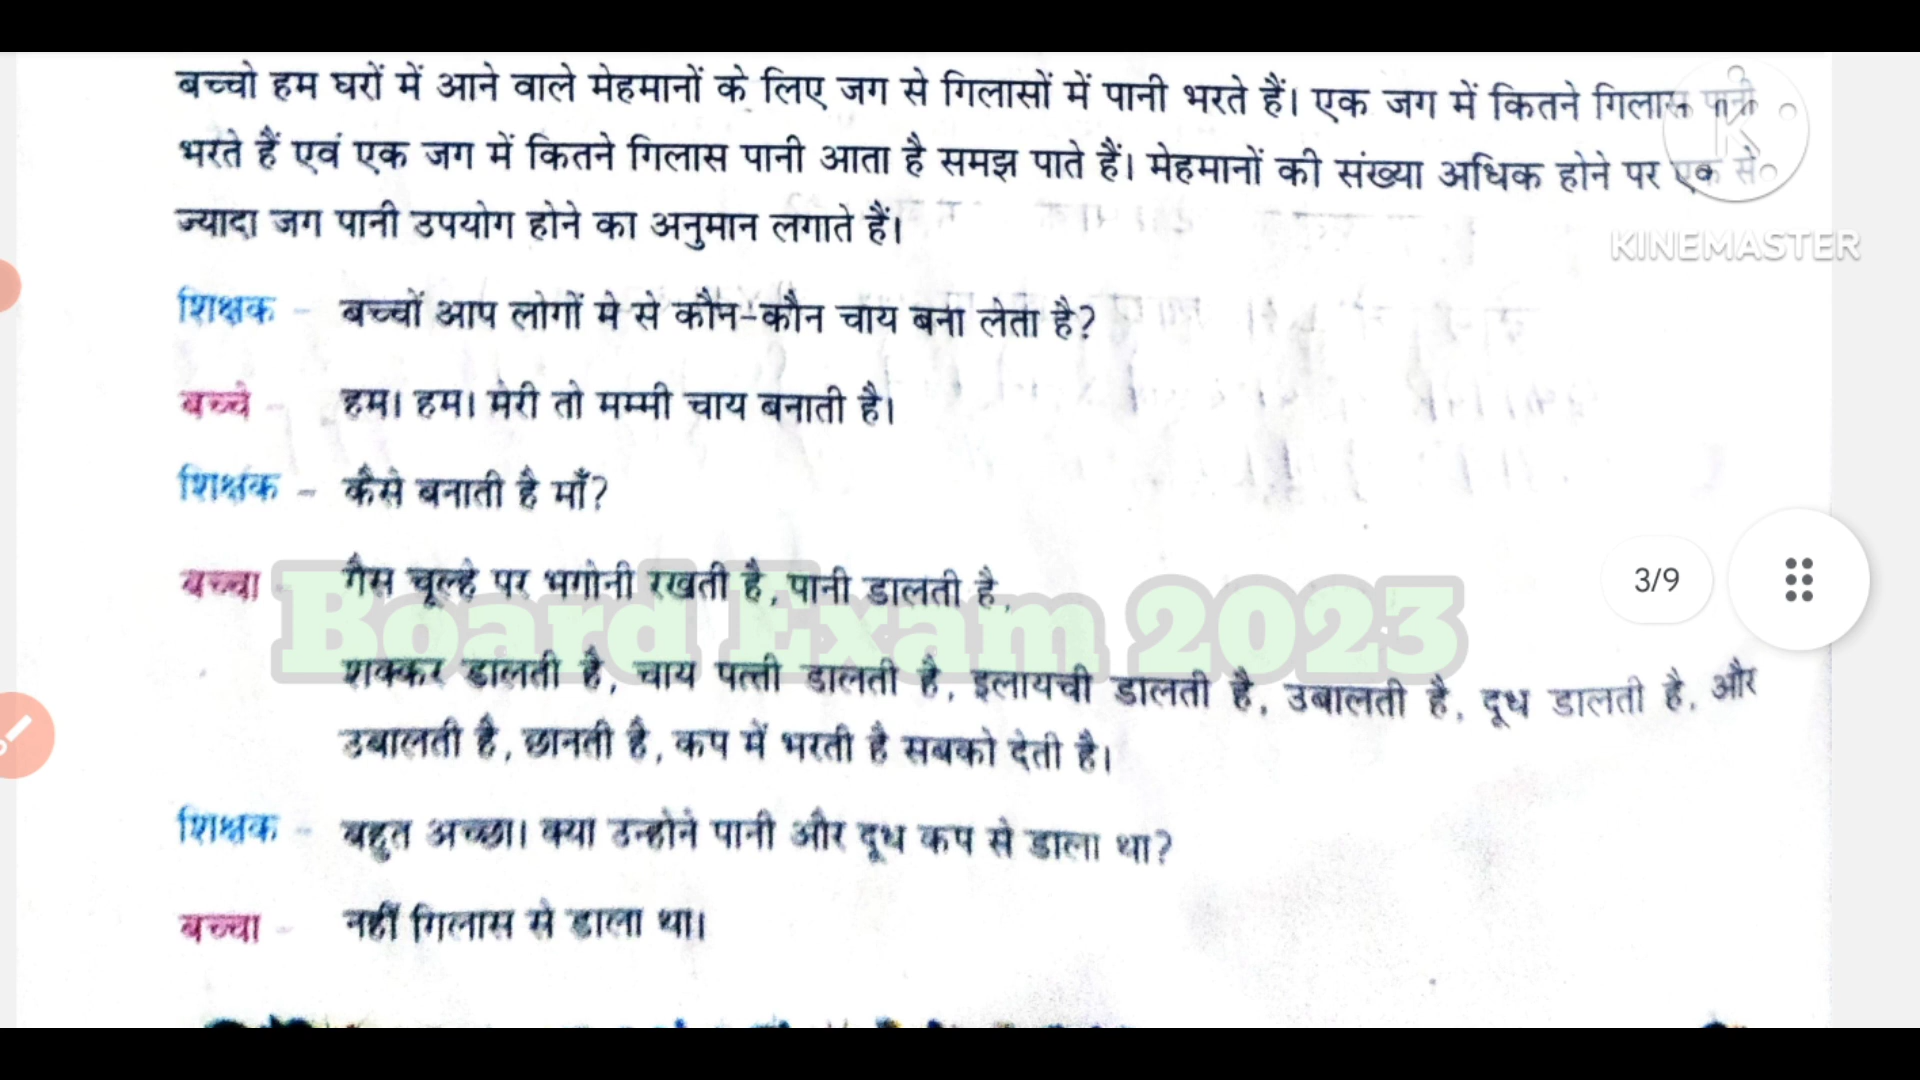 बच्चो हम घरों में आने वाले मेहमानों के लिए जग से गिलासों में पानी भरते हैं। एक जग में कितने गिलास पानी
भरते हैं एवं एक जग में कितने गिलास पानी आता है समझ पाते हैं। मेहमानों की संख्या अधिक होने पर एक से
ज्यादा जग पानी उपयोग होने का अनुमान लगाते हैं।
KINEMASTER
शिक्षक - बच्चों आप लोगों मे से कौन-कौन चाय बना लेता है?
बच्चे - हम। हम। मेरी तो मम्मी चाय बनाती है।
शिक्षक - कैसे बनाती है माँ?
बच्चा - गैस चूल्हे पर भगोनी रखती है, पानी डालती है,
3/9
Board Exam 2023
शक्कर डालती है, चाय पत्ती डालती है, इलायची डालती है, उबालती है, दूध डालती है, और
उबालती है, छानती है, कप में भरती है सबको देती है।
शिक्षक - बहुत अच्छा। क्या उन्होने पानी और दूध कप से डाला था?
बच्चा - नहीं गिलास से डाला था।